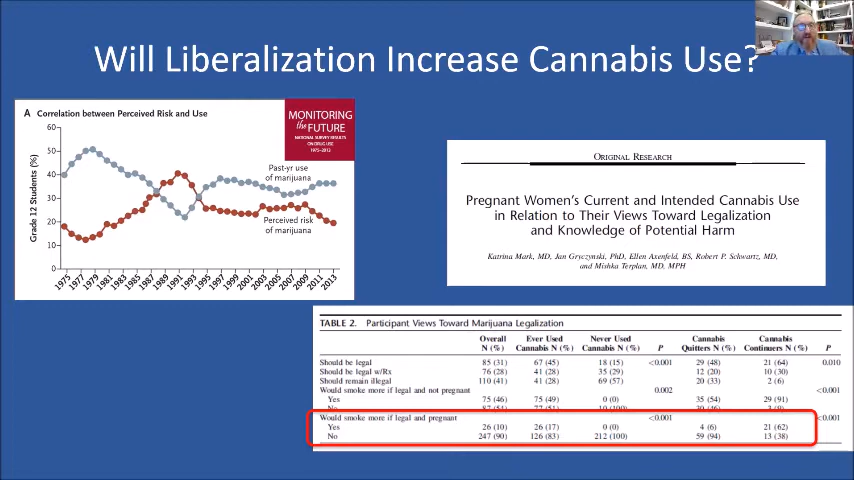 Will Liberalization Increase Cannabis Use?
A Correlation between Perceived Risk and Use
MONITORING
the FUTURE
NATIONAL SURVEY RESULTS
ON DRUG USE
1975–2013
Grade 12 Students (%)
60
50
40
30
20
10
0
Past-yr use
of marijuana
Perceived risk
of marijuana
1975 1977 1979 1981 1983 1985 1987 1989 1991 1993 1995 1997 1999 2001 2003 2005 2007 2009 2011 2013
ORIGINAL RESEARCH
Pregnant Women's Current and Intended Cannabis Use
in Relation to Their Views Toward Legalization
and Knowledge of Potential Harm
Katrina Mark, MD, Jan Gryczynski, PhD, Ellen Axenfeld, BS, Robert P. Schwartz, MD,
and Mishka Terplan, MD, MPH
TABLE 2. Participant Views Toward Marijuana Legalization
Overall N (%) Ever Used Cannabis N (%) Never Used Cannabis N (%) P Cannabis Quitters N (%) Cannabis Continuers N (%) P
Should be legal 85 (31) 67 (45) 18 (15) <0.001 29 (48) 21 (64) 0.010
Should be legal w/Rx 76 (28) 41 (28) 35 (29) 12 (20) 10 (30)
Should remain illegal 110 (41) 41 (28) 69 (57) 20 (33) 2 (6)
Would smoke more if legal and not pregnant 0.002 <0.001
Yes 75 (46) 75 (49) 0 (0) 35 (54) 29 (91)
No 87 (54) 77 (51) 10 (100) 30 (46) 3 (9)
Would smoke more if legal and pregnant <0.001 <0.001
Yes 26 (10) 26 (17) 0 (0) 4 (6) 21 (62)
No 247 (90) 126 (83) 212 (100) 59 (94) 13 (38)